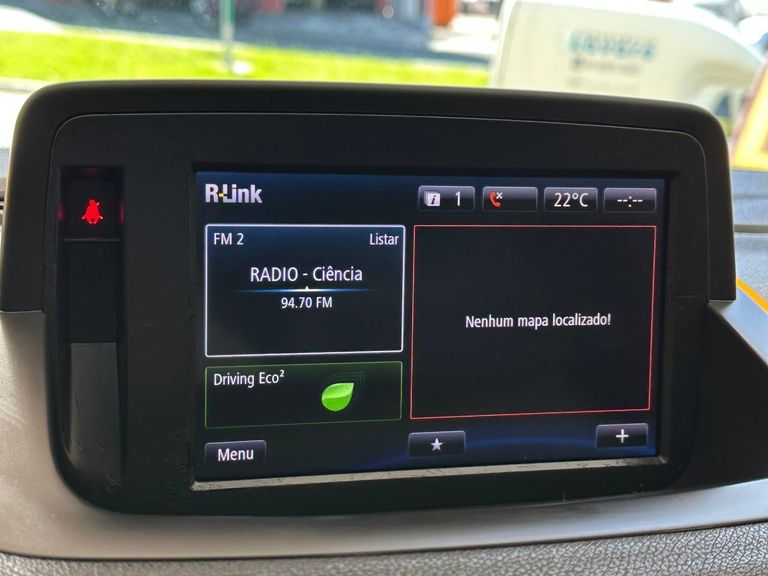 R-Link
i 1
22°C
--:--
FM 2
Listar
RADIO - Ciência
94.70 FM
Nenhum mapa localizado!
Driving Eco²
Menu
+